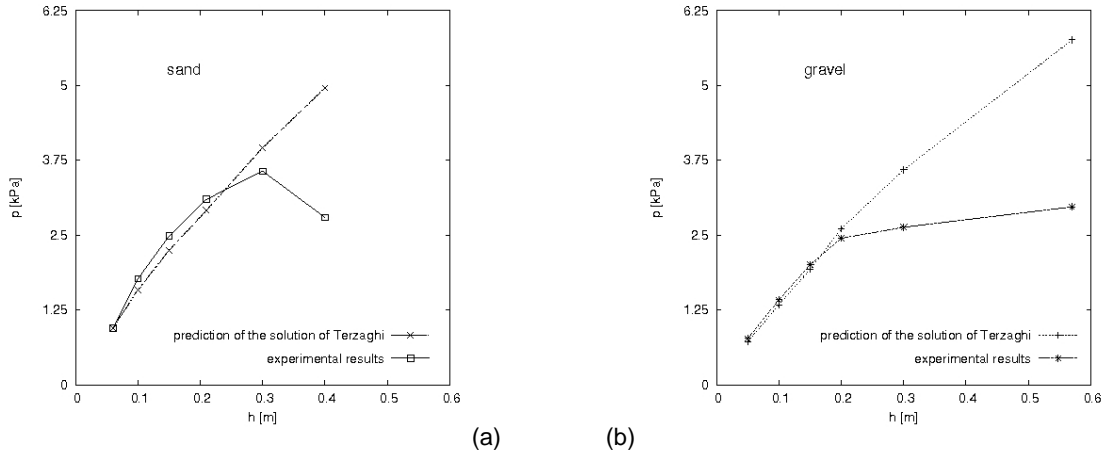 6.25
5
3.75
2.5
1.25
0
p [kPa]
sand
prediction of the solution of Terzaghi
experimental results
0 0.1 0.2 0.3 0.4 0.5 0.6
h [m]
(a)
6.25
5
3.75
2.5
1.25
0
p [kPa]
gravel
prediction of the solution of Terzaghi
experimental results
0 0.1 0.2 0.3 0.4 0.5 0.6
h [m]
(b)